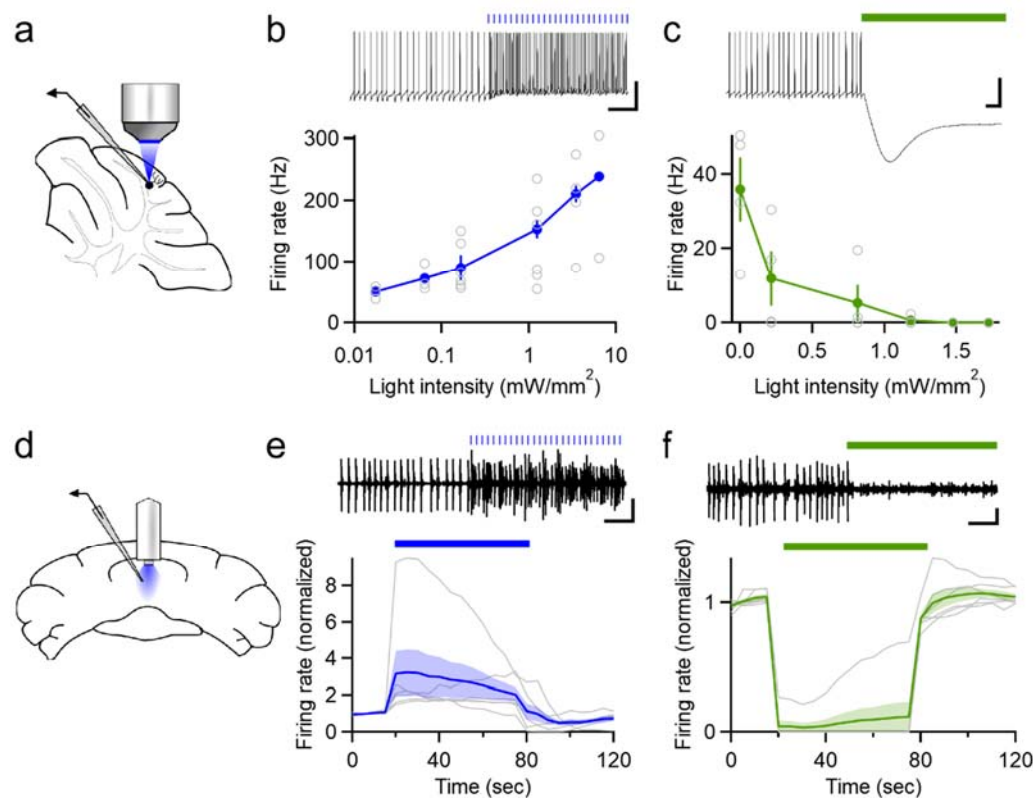 a
b
300
200
100
0
Firing rate (Hz)
0.01 0.1 1 10
Light intensity (mW/mm²)
c
40
20
0
Firing rate (Hz)
0.0 0.5 1.0 1.5
Light intensity (mW/mm²)
d
e
8
6
4
2
0
Firing rate (normalized)
0 40 80 120
Time (sec)
f
1
0
Firing rate (normalized)
0 40 80 120
Time (sec)